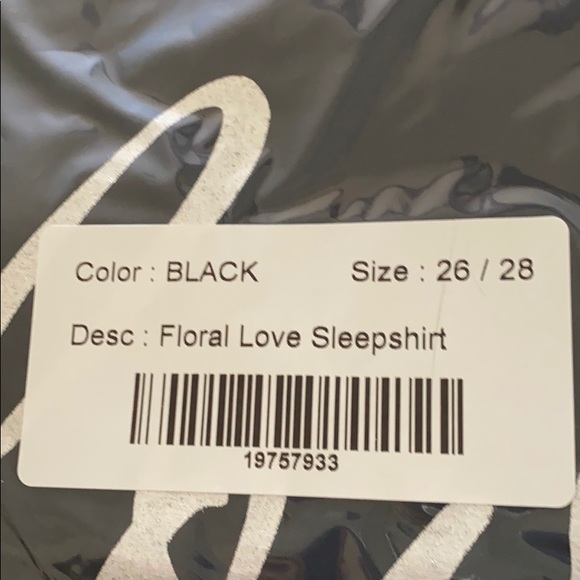 Color : BLACK Size : 26 / 28
Desc : Floral Love Sleepshirt
19757933